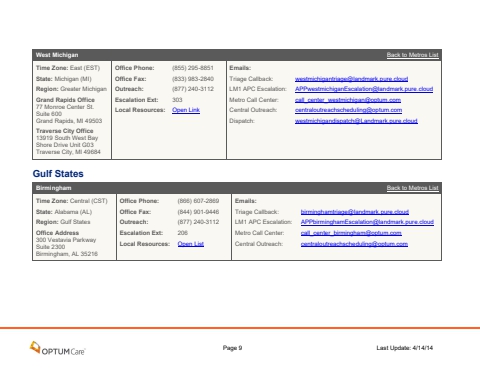 West Michigan Back to Metros List
Time Zone: East (EST) Office Phone: (855) 295-8851 Emails:
State: Michigan (MI) Office Fax: (833) 983-2840 Triage Callback: westmichigantriage@landmark.pure.cloud
Region: Greater Michigan Outreach: (877) 240-3112 LM1 APC Escalation: APPwestmichiganEscalation@landmark.pure.cloud
Grand Rapids Office Escalation Ext: 303 Metro Call Center: call_center_westmichigan@optum.com
77 Monroe Center St. Local Resources: Open Link Central Outreach: centraloutreachscheduling@optum.com
Suite 600
Grand Rapids, MI 49503 Dispatch: westmichigandispatch@Landmark.pure.cloud
Traverse City Office
13919 South West Bay
Shore Drive Unit G03
Traverse City, MI 49684
Gulf States
Birmingham Back to Metros List
Time Zone: Central (CST) Office Phone: (866) 607-2869 Emails:
State: Alabama (AL) Office Fax: (844) 901-9446 Triage Callback: birminghamtriage@landmark.pure.cloud
Region: Gulf States Outreach: (877) 240-3112 LM1 APC Escalation: APPbirminghamEscalation@landmark.pure.cloud
Office Address Escalation Ext: 206 Metro Call Center: call_center_birmingham@optum.com
300 Vestavia Parkway
Suite 2300 Local Resources: Open List Central Outreach: centraloutreachscheduling@optum.com
Birmingham, AL 35216
OPTUMCare Page 9 Last Update: 4/14/14